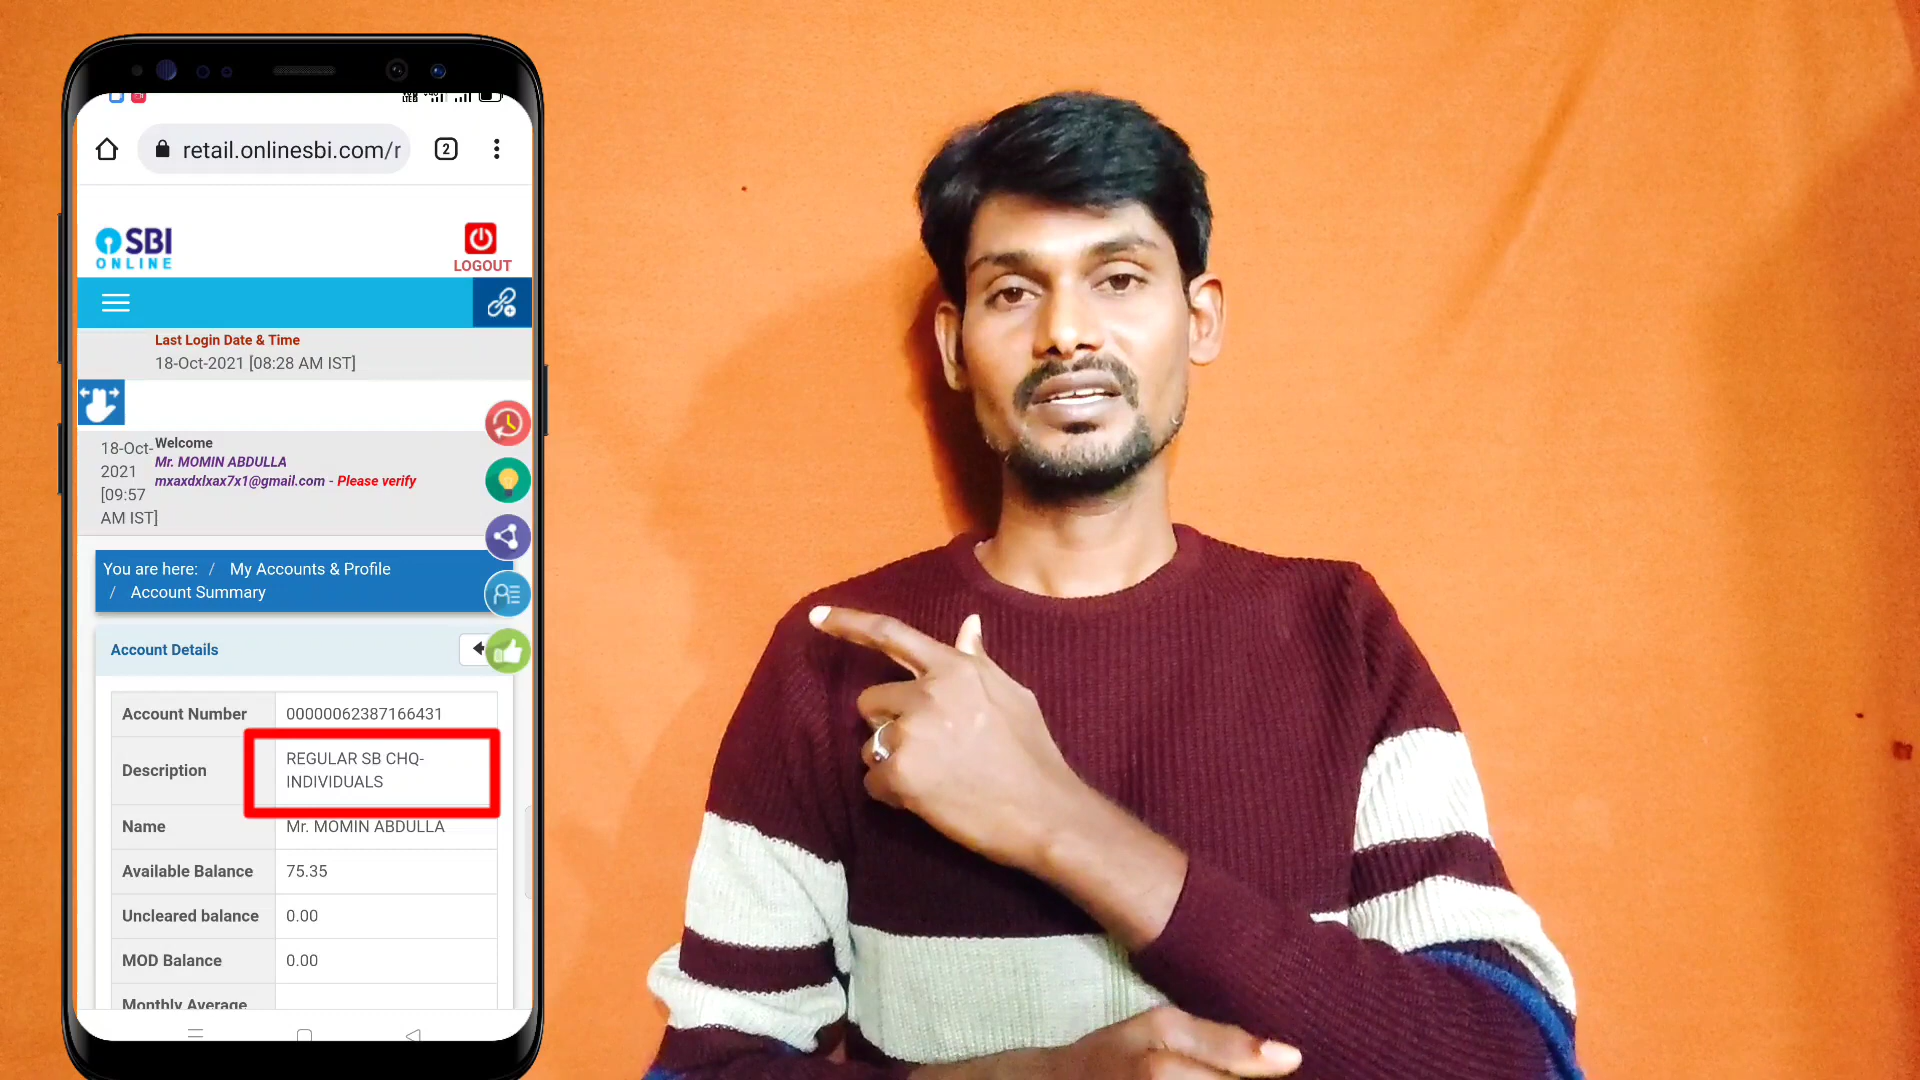 retail.onlinesbi.com/r
2
SBI
ONLINE
LOGOUT
Last Login Date & Time
18-Oct-2021 [08:28 AM IST]
18-Oct-
2021
[09:57
AM IST]
Welcome
Mr. MOMIN ABDULLA
mxaxdxlxax7x1@gmail.com - Please verify
You are here: / My Accounts & Profile
/ Account Summary
Account Details
Account Number 00000062387166431
Description REGULAR SB CHQ-
INDIVIDUALS
Name Mr. MOMIN ABDULLA
Available Balance 75.35
Uncleared balance 0.00
MOD Balance 0.00
Monthly Average